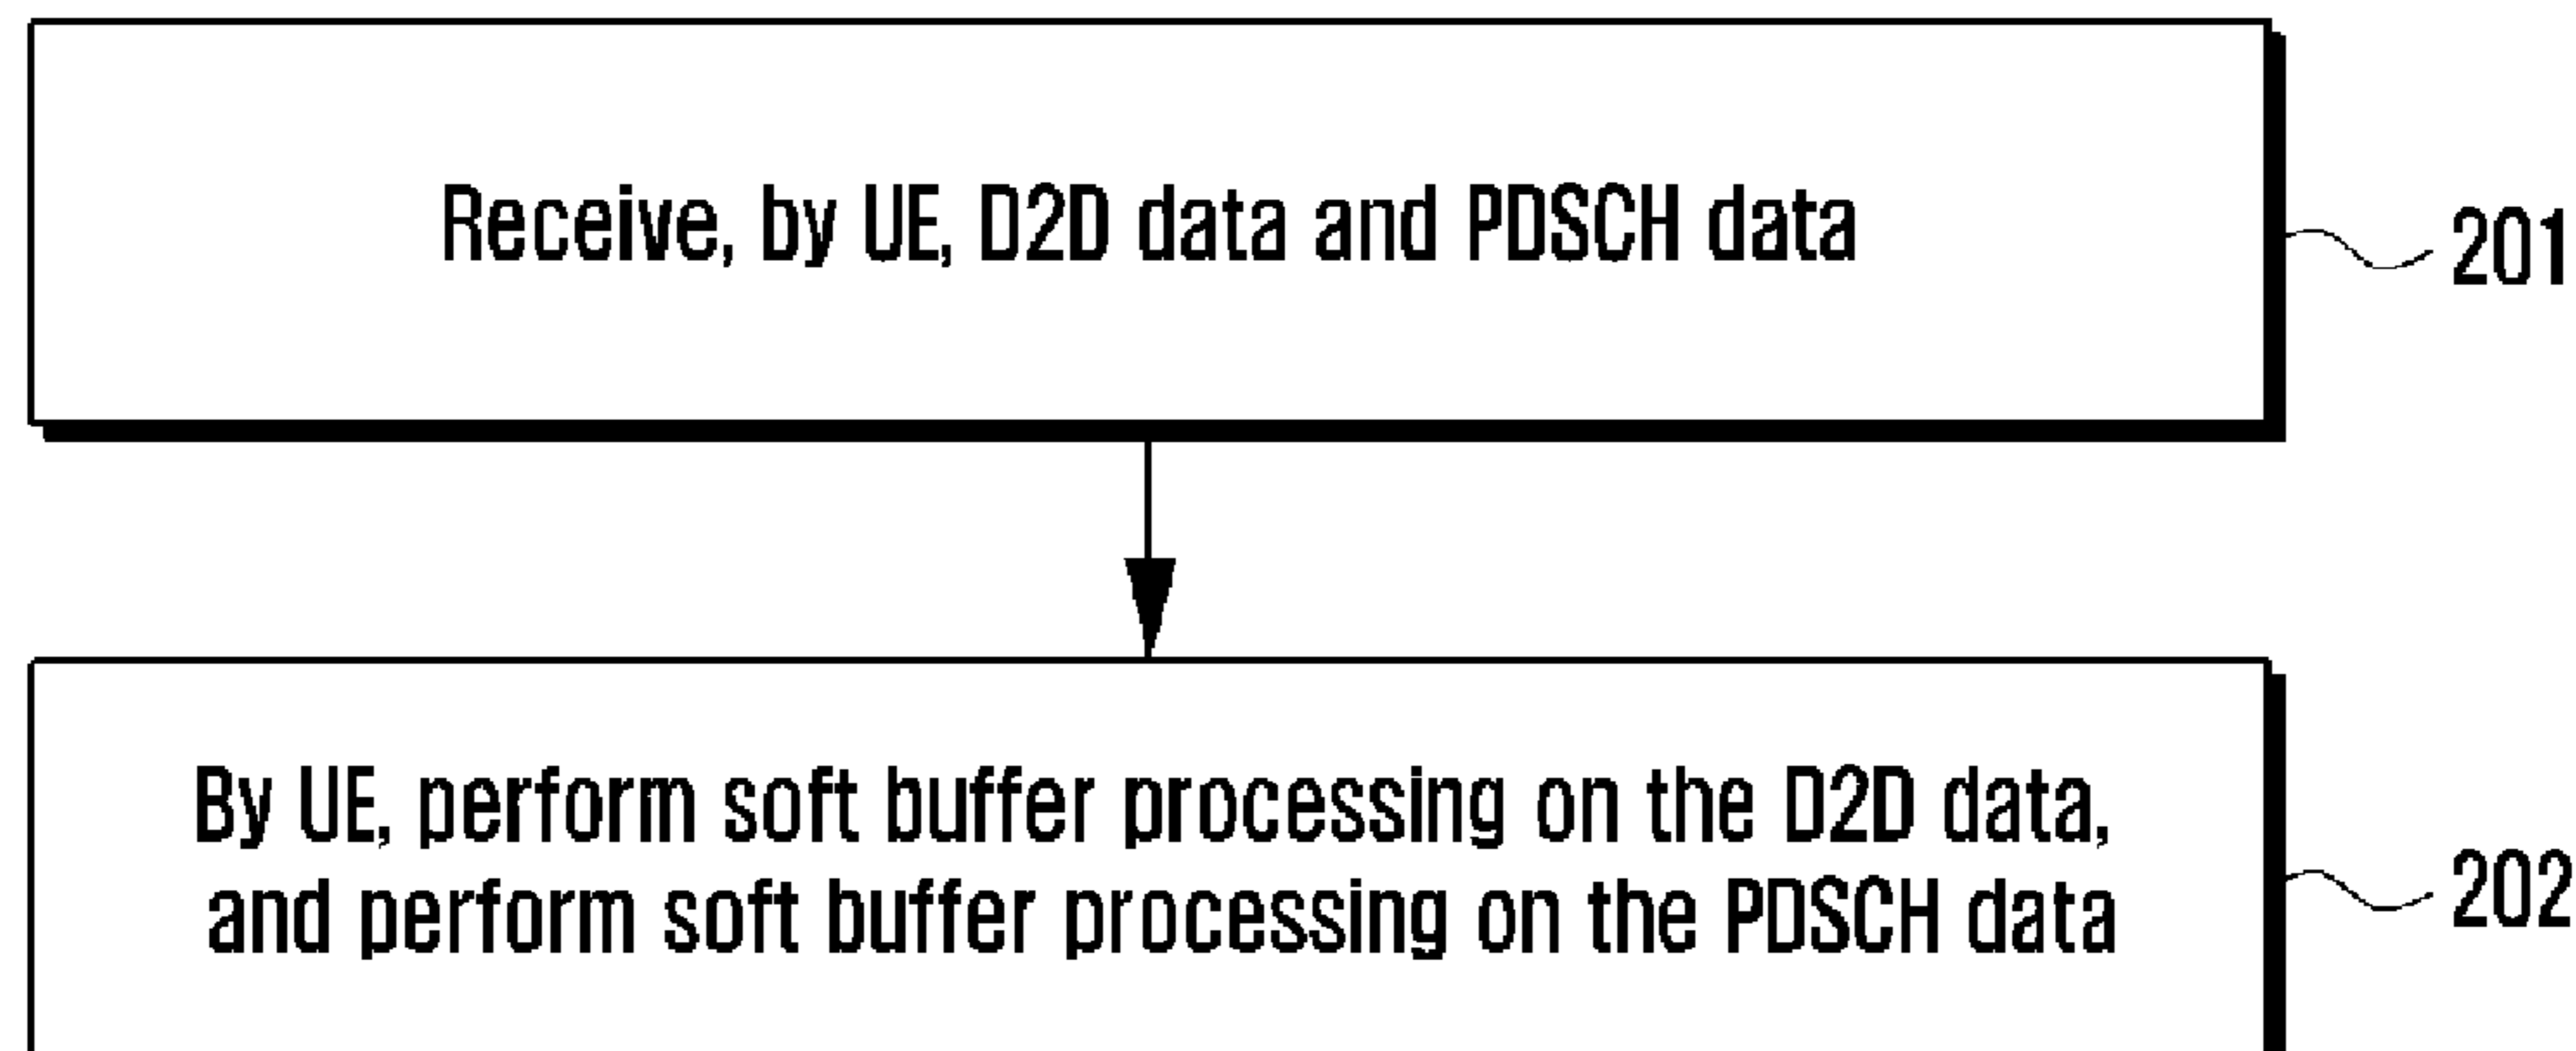 Receive, by UE, D2D data and PDSCH data
201
By UE, perform soft buffer processing on the D2D data,
and perform soft buffer processing on the PDSCH data
202